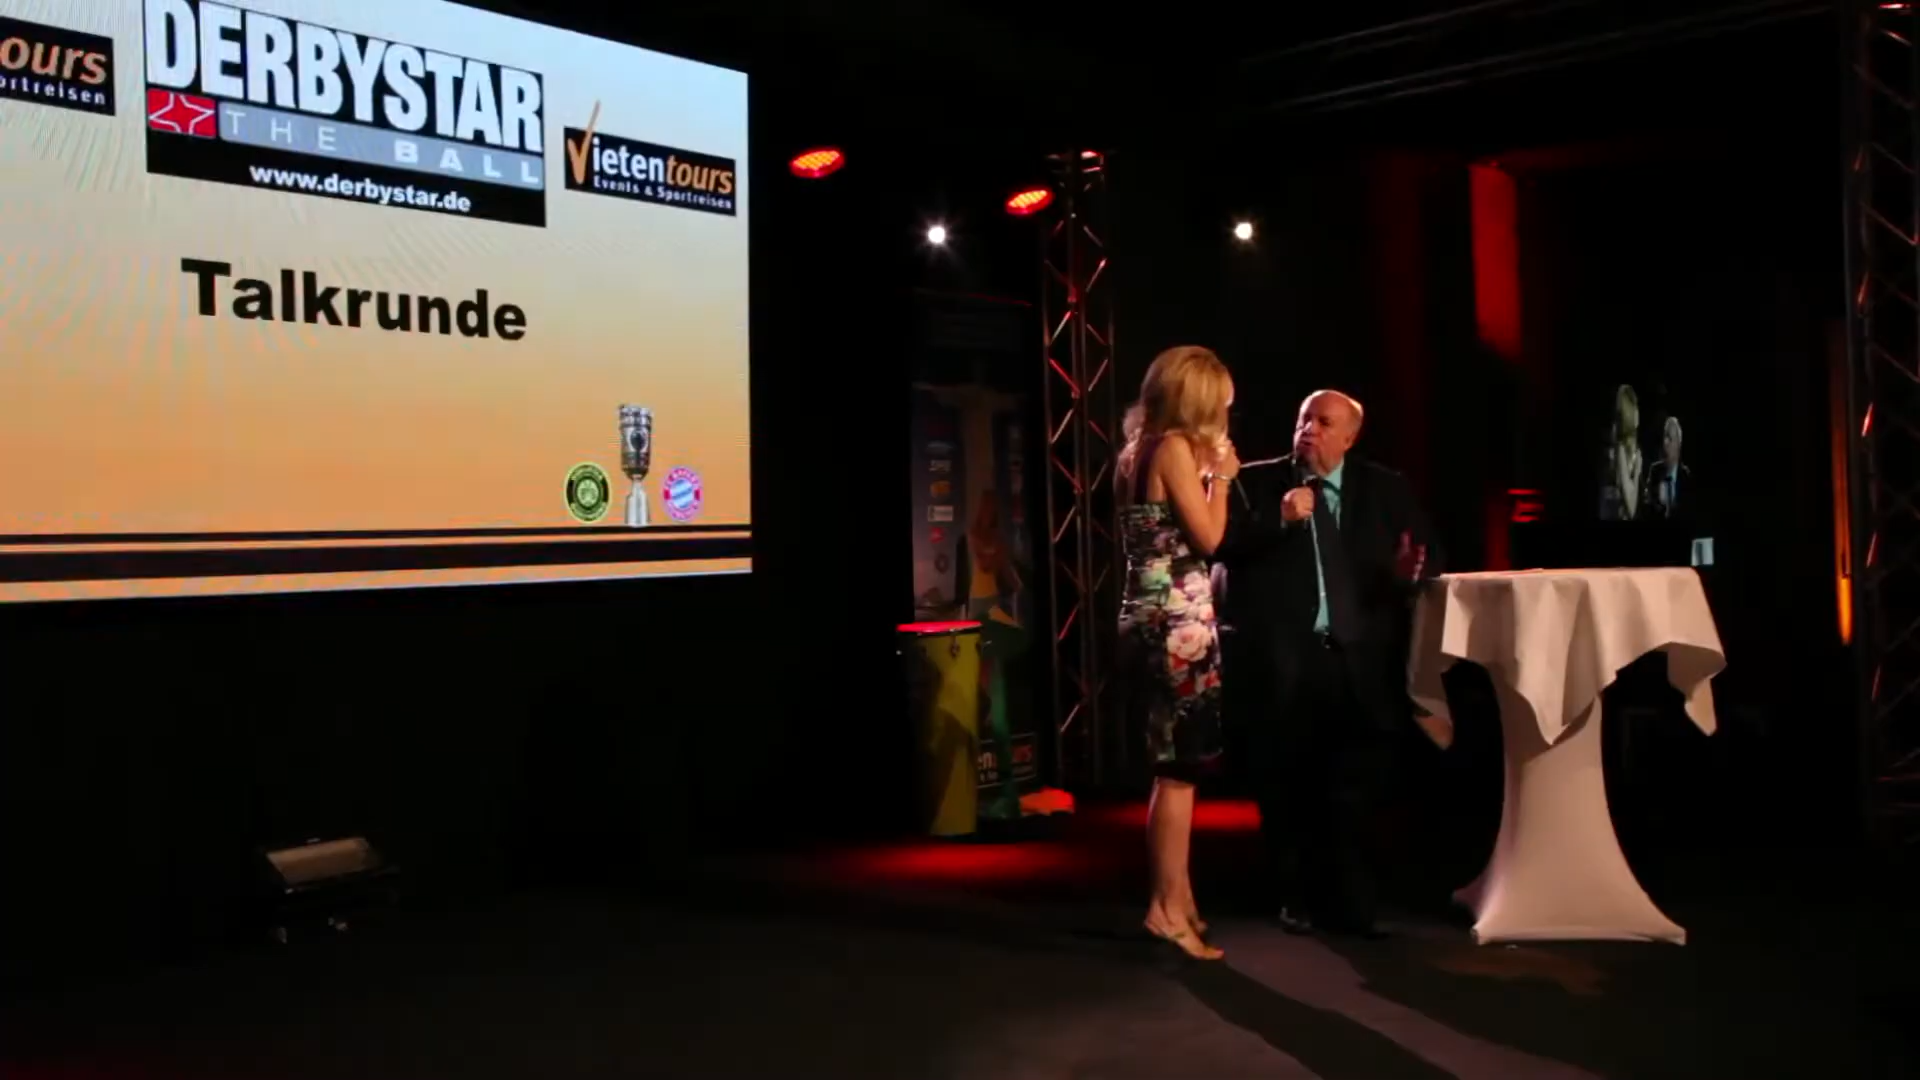 ours
ortreisen
DERBYSTAR
THE BALL
www.derbystar.de
Vietentours
Events & Sportreisen
Talkrunde